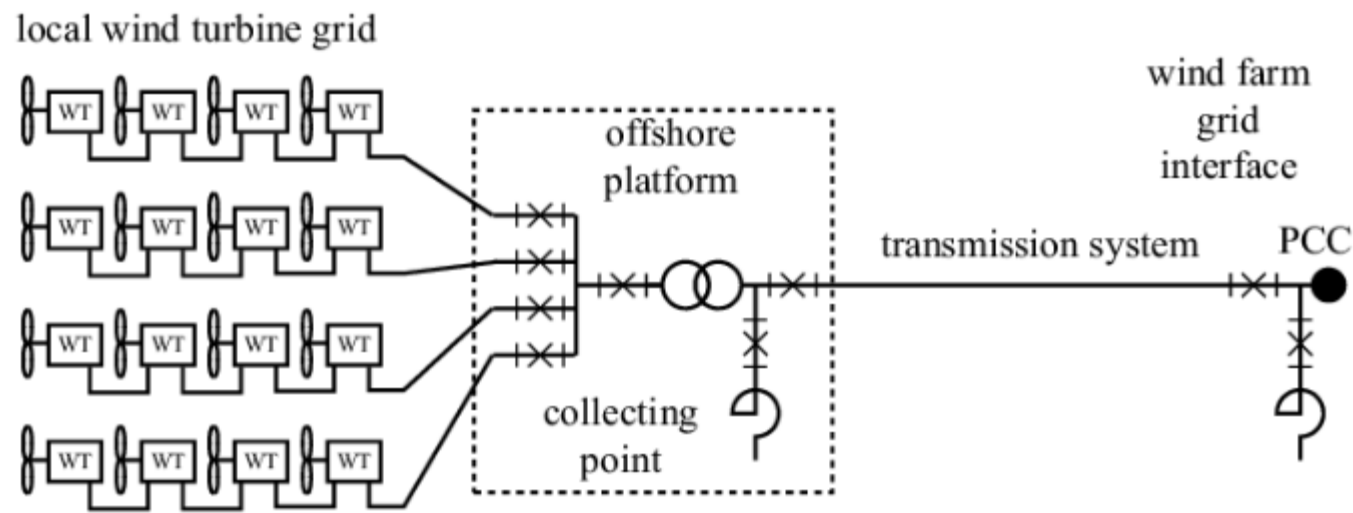 local wind turbine grid
WT WT WT WT
WT WT WT WT
WT WT WT WT
WT WT WT WT
offshore
platform
collecting
point
transmission system
wind farm
grid
interface
PCC